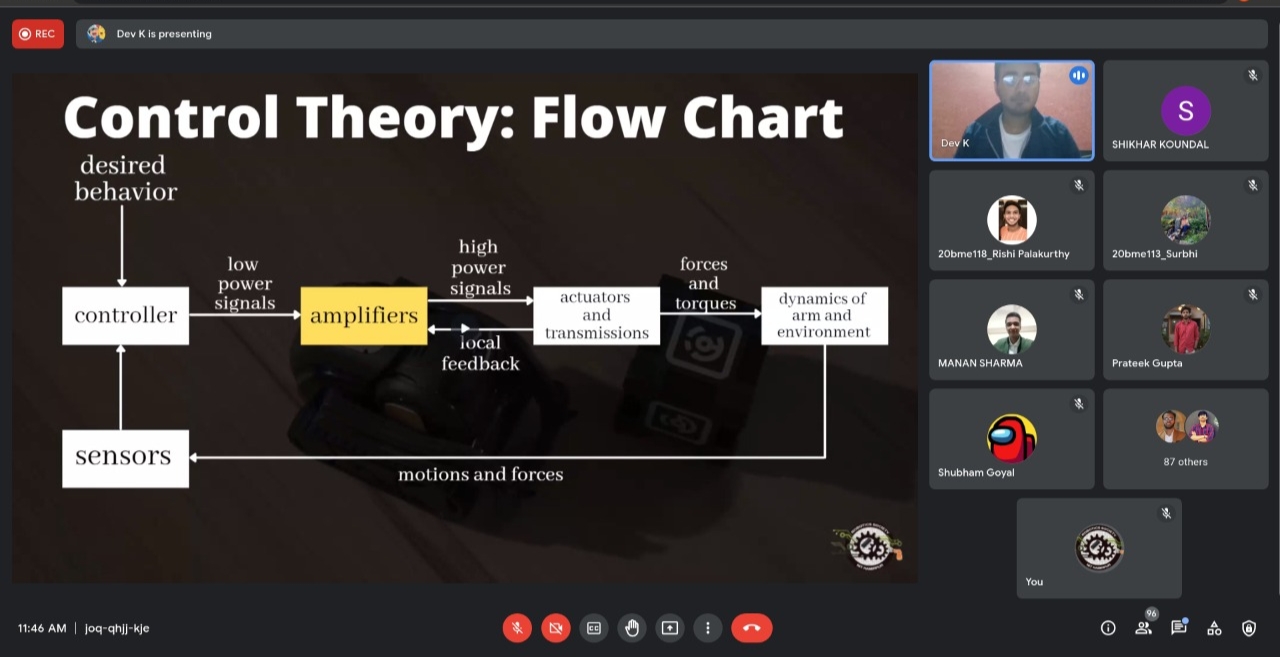 REC
Dev K is presenting
Control Theory: Flow Chart
desired
behavior
low
power
signals
high
power
signals
forces
and
torques
controller
amplifiers
actuators
and
transmissions
dynamics of
arm and
environment
local
feedback
sensors
motions and forces
Dev K
S
SHIKHAR KOUNDAL
20bme118_Rishi Palakurthy
20bme113_Surbhi
MANAN SHARMA
Prateek Gupta
Shubham Goyal
87 others
You
11:46 AM | joq-qhjj-kje
CC
96